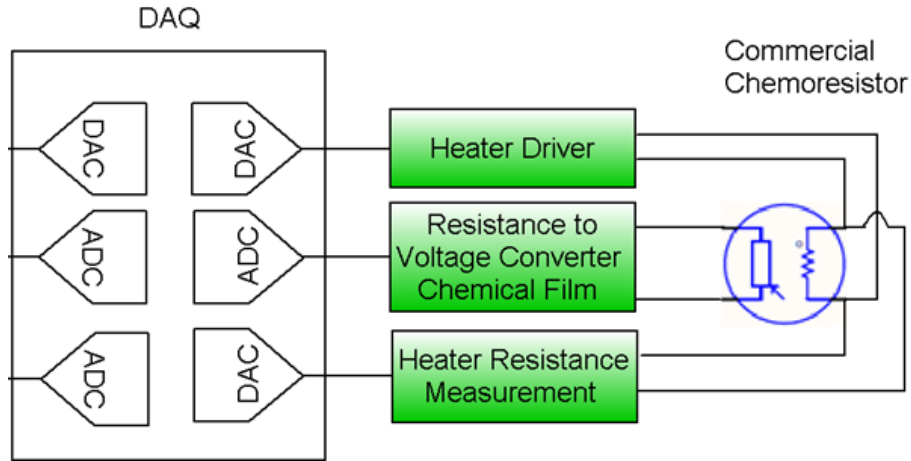 DAQ
Commercial
Chemoresistor
DAC
DAC
Heater Driver
ADC
ADC
Resistance to
Voltage Converter
Chemical Film
ADC
DAC
Heater Resistance
Measurement